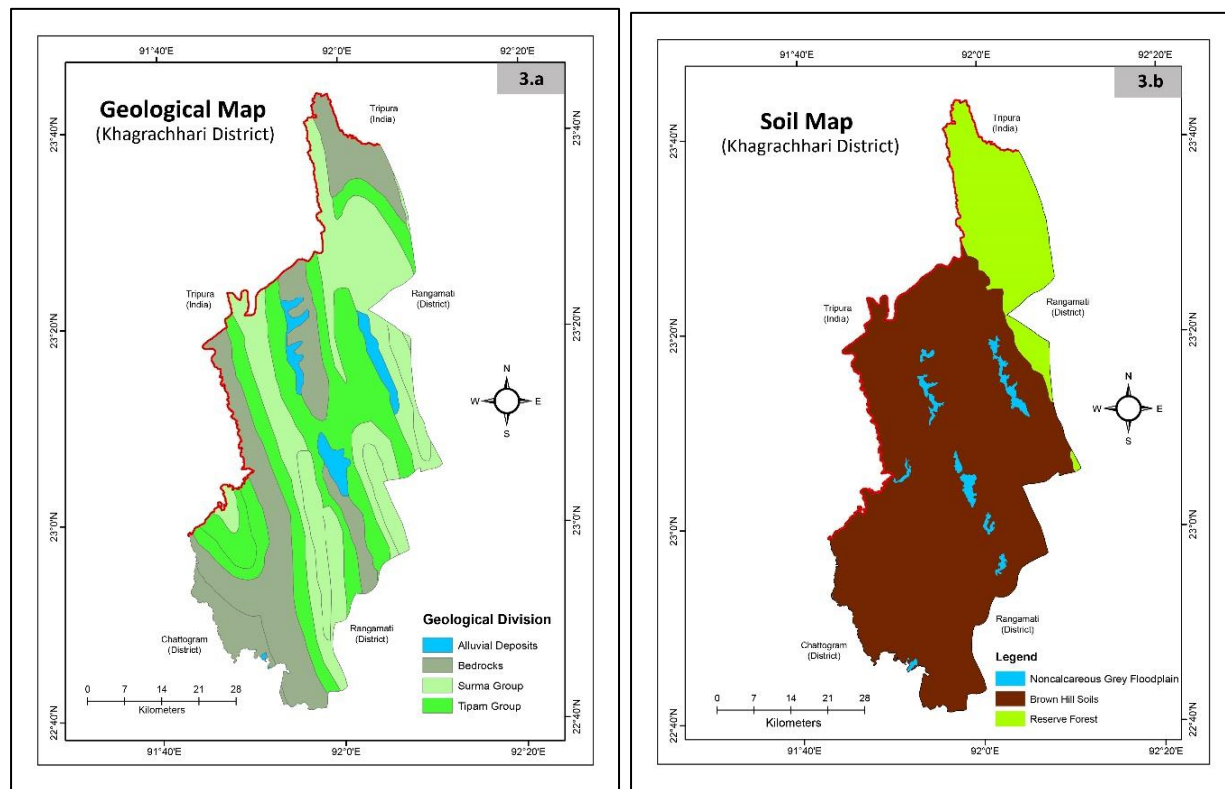 91°40'E
92°0'E
92°20'E
3.a
Geological Map
(Khagrachhari District)
Tripura
(India)
23°40'N
23°40'N
Tripura
(India)
Rangamati
(District)
23°20'N
23°20'N
N
W
E
S
23°0'N
23°0'N
Chattogram
(District)
Rangamati
(District)
Geological Division
Alluvial Deposits
Bedrocks
Surma Group
Tipam Group
0 7 14 21 28
Kilometers
22°40'N
22°40'N
91°40'E
92°0'E
92°20'E
91°40'E
92°0'E
92°20'E
3.b
Soil Map
(Khagrachhari District)
Tripura
(India)
23°40'N
23°40'N
Tripura
(India)
Rangamati
(District)
23°20'N
23°20'N
N
W
E
S
23°0'N
23°0'N
Chattogram
(District)
Rangamati
(District)
Legend
Noncalcareous Grey Floodplain
Brown Hill Soils
Reserve Forest
0 7 14 21 28
Kilometers
22°40'N
22°40'N
91°40'E
92°0'E
92°20'E